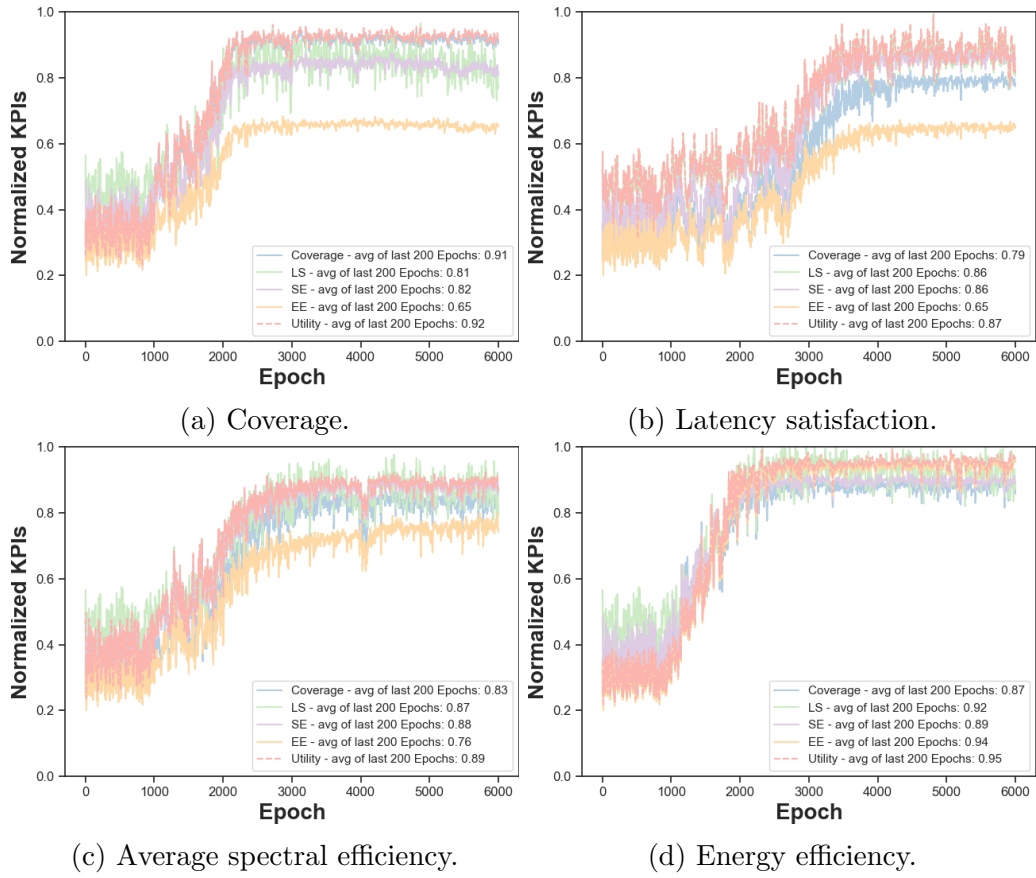 1.0
0.8
0.6
0.4
0.2
0.0
Normalized KPIs
Coverage - avg of last 200 Epochs: 0.91
LS - avg of last 200 Epochs: 0.81
SE - avg of last 200 Epochs: 0.82
EE - avg of last 200 Epochs: 0.65
Utility - avg of last 200 Epochs: 0.92
0 1000 2000 3000 4000 5000 6000
Epoch
(a) Coverage.
1.0
0.8
0.6
0.4
0.2
0.0
Normalized KPIs
Coverage - avg of last 200 Epochs: 0.79
LS - avg of last 200 Epochs: 0.86
SE - avg of last 200 Epochs: 0.86
EE - avg of last 200 Epochs: 0.65
Utility - avg of last 200 Epochs: 0.87
0 1000 2000 3000 4000 5000 6000
Epoch
(b) Latency satisfaction.
1.0
0.8
0.6
0.4
0.2
0.0
Normalized KPIs
Coverage - avg of last 200 Epochs: 0.83
LS - avg of last 200 Epochs: 0.87
SE - avg of last 200 Epochs: 0.88
EE - avg of last 200 Epochs: 0.76
Utility - avg of last 200 Epochs: 0.89
0 1000 2000 3000 4000 5000 6000
Epoch
(c) Average spectral efficiency.
1.0
0.8
0.6
0.4
0.2
0.0
Normalized KPIs
Coverage - avg of last 200 Epochs: 0.87
LS - avg of last 200 Epochs: 0.92
SE - avg of last 200 Epochs: 0.89
EE - avg of last 200 Epochs: 0.94
Utility - avg of last 200 Epochs: 0.95
0 1000 2000 3000 4000 5000 6000
Epoch
(d) Energy efficiency.